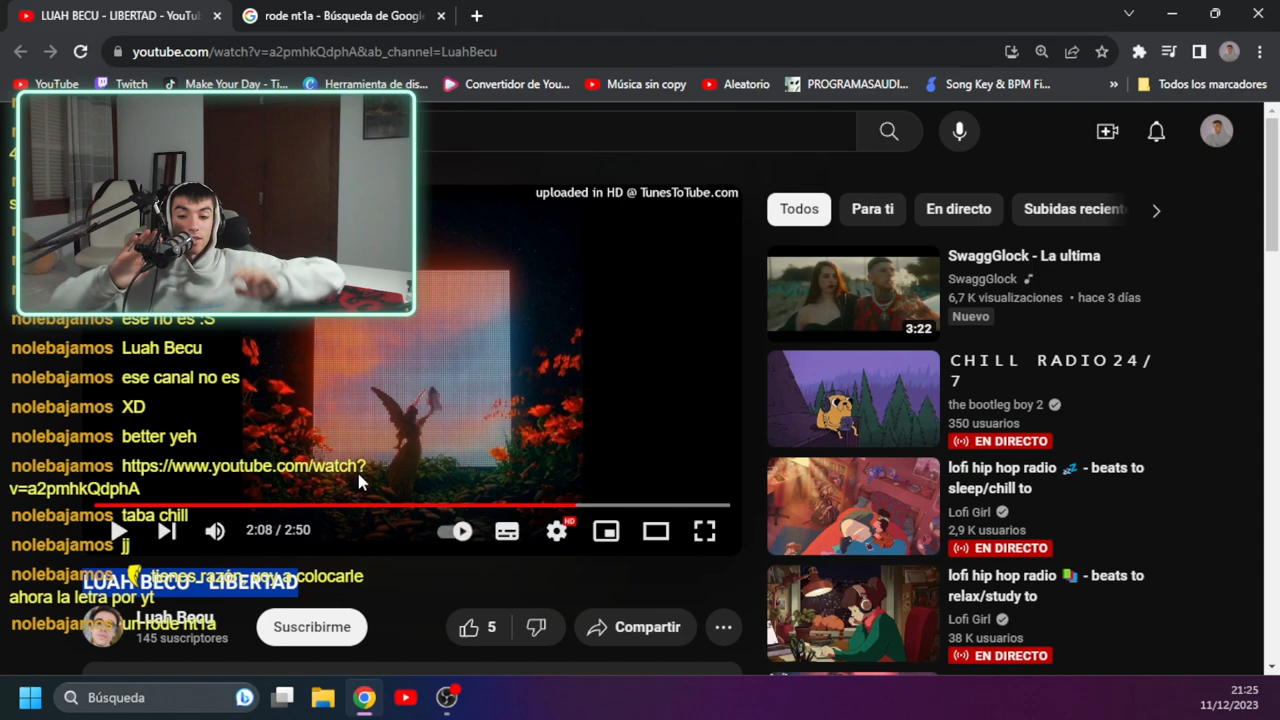 LUAH BECU - LIBERTAD - YouTu
rode nt1a - Búsqueda de Google
youtube.com/watch?v=a2pmhkQdphA&ab_channel=LuahBecu
YouTube
Twitch
Make Your Day - Ti...
Herramienta de dis...
Convertidor de You...
Música sin copy
Aleatorio
PROGRAMASAUDI...
Song Key & BPM Fi...
»
Todos los marcadores
uploaded in HD @ TunesToTube.com
nolebajamos ese no es :S
nolebajamos Luah Becu
nolebajamos ese canal no es
nolebajamos XD
nolebajamos better yeh
nolebajamos https://www.youtube.com/watch?
v=a2pmhkQdphA
nolebajamos taba chill
nolebajamos jj
nolebajamos tienes razón, voy a colocarle
ahora la letra por yt
nolebajamos un rode nt1a
2:08 / 2:50
HD
LUAH BECU - LIBERTAD
Luah Becu
145 suscriptores
Suscribirme
5
Compartir
Todos
Para ti
En directo
Subidas recient
SwaggGlock - La ultima
SwaggGlock
6,7 K visualizaciones • hace 3 días
Nuevo
3:22
CHILL RADIO 24/
7
the bootleg boy 2
350 usuarios
EN DIRECTO
lofi hip hop radio 💤 - beats to
sleep/chill to
Lofi Girl
2,9 K usuarios
EN DIRECTO
lofi hip hop radio 📚 - beats to
relax/study to
Lofi Girl
38 K usuarios
EN DIRECTO
Búsqueda
21:25
11/12/2023